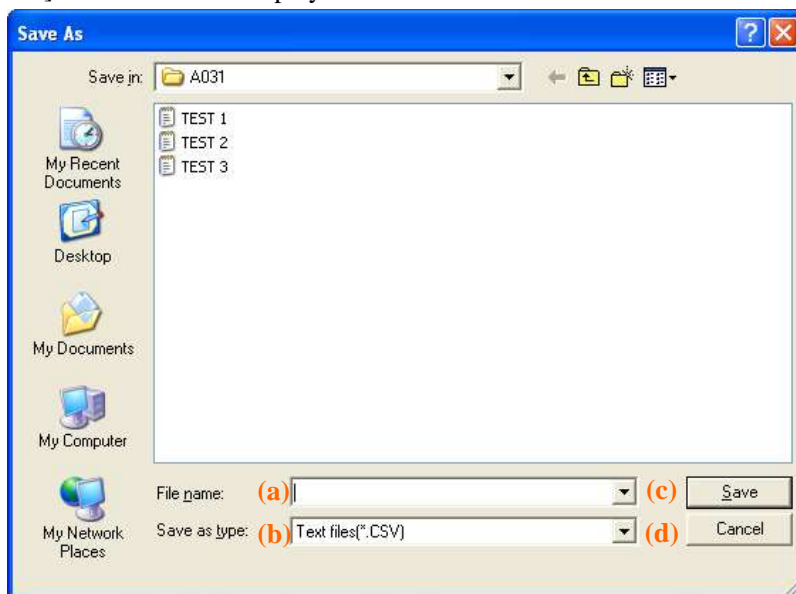 Save As
Save in: A031
TEST 1
TEST 2
TEST 3
My Recent
Documents
Desktop
My Documents
My Computer
My Network
Places
File name: (a) (c) Save
Save as type: (b) Text files(*.CSV) (d) Cancel